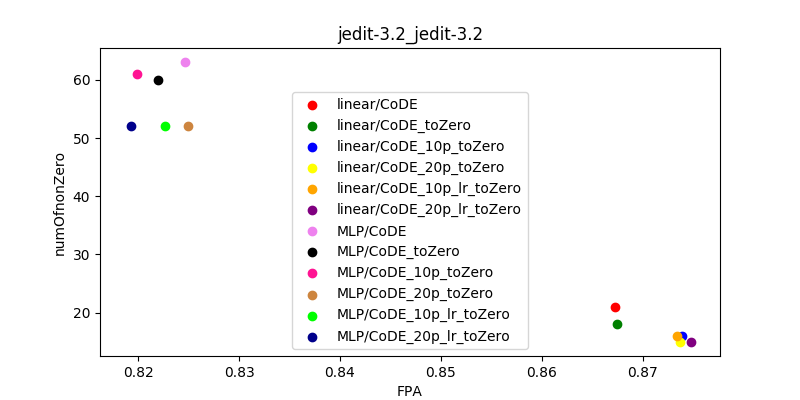 jedit-3.2_jedit-3.2
numOfnonZero
60
50
40
30
20
linear/CoDE
linear/CoDE_toZero
linear/CoDE_10p_toZero
linear/CoDE_20p_toZero
linear/CoDE_10p_lr_toZero
linear/CoDE_20p_lr_toZero
MLP/CoDE
MLP/CoDE_toZero
MLP/CoDE_10p_toZero
MLP/CoDE_20p_toZero
MLP/CoDE_10p_lr_toZero
MLP/CoDE_20p_lr_toZero
0.82 0.83 0.84 0.85 0.86 0.87
FPA